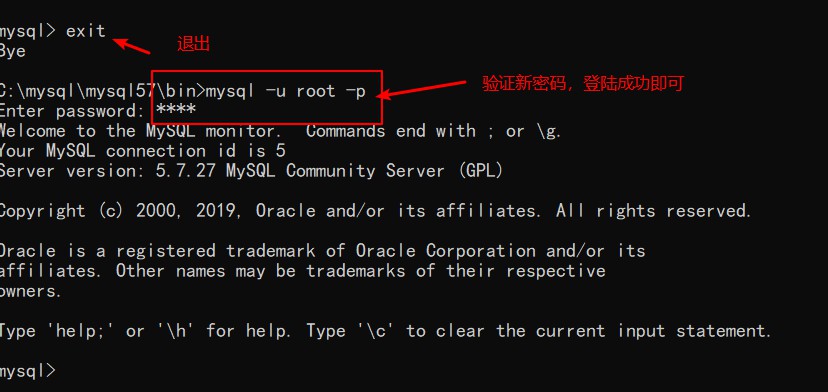 mysql> exit
退出
Bye
C:\mysql\mysql57\bin>mysql -u root -p
验证新密码，登陆成功即可
Enter password: ****
Welcome to the MySQL monitor.  Commands end with ; or \g.
Your MySQL connection id is 5
Server version: 5.7.27 MySQL Community Server (GPL)
Copyright (c) 2000, 2019, Oracle and/or its affiliates. All rights reserved.
Oracle is a registered trademark of Oracle Corporation and/or its
affiliates. Other names may be trademarks of their respective
owners.
Type 'help;' or '\h' for help. Type '\c' to clear the current input statement.
mysql>